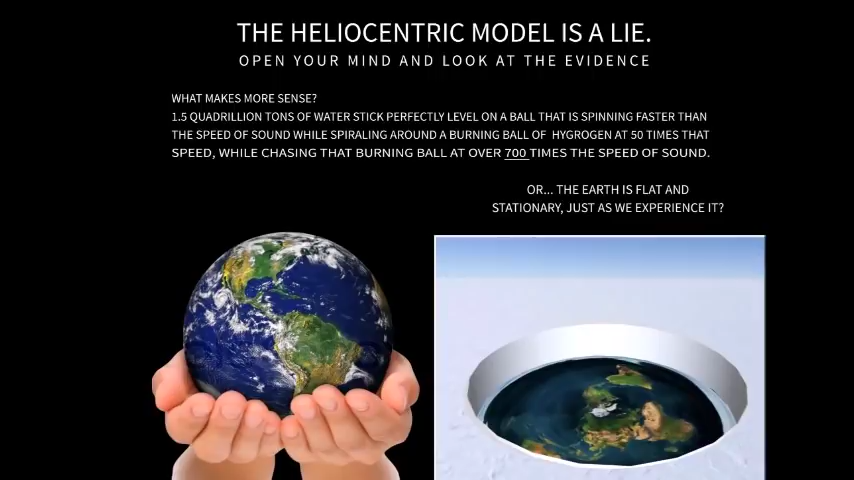 THE HELIOCENTRIC MODEL IS A LIE.
OPEN YOUR MIND AND LOOK AT THE EVIDENCE
WHAT MAKES MORE SENSE?
1.5 QUADRILLION TONS OF WATER STICK PERFECTLY LEVEL ON A BALL THAT IS SPINNING FASTER THAN
THE SPEED OF SOUND WHILE SPIRALING AROUND A BURNING BALL OF HYGROGEN AT 50 TIMES THAT
SPEED, WHILE CHASING THAT BURNING BALL AT OVER 700 TIMES THE SPEED OF SOUND.
OR... THE EARTH IS FLAT AND
STATIONARY, JUST AS WE EXPERIENCE IT?